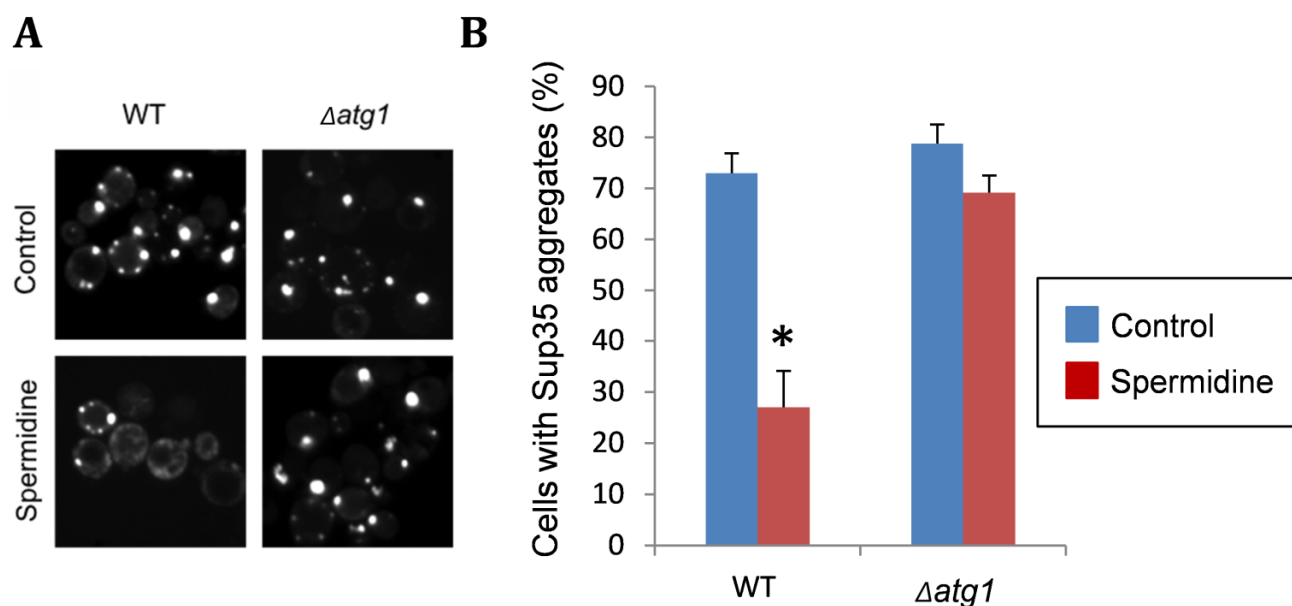 A
WT
Δatg1
Control
Spermidine
B
Cells with Sup35 aggregates (%)
90
80
70
60
50
40
30
20
10
0
*
WT
Δatg1
Control
Spermidine